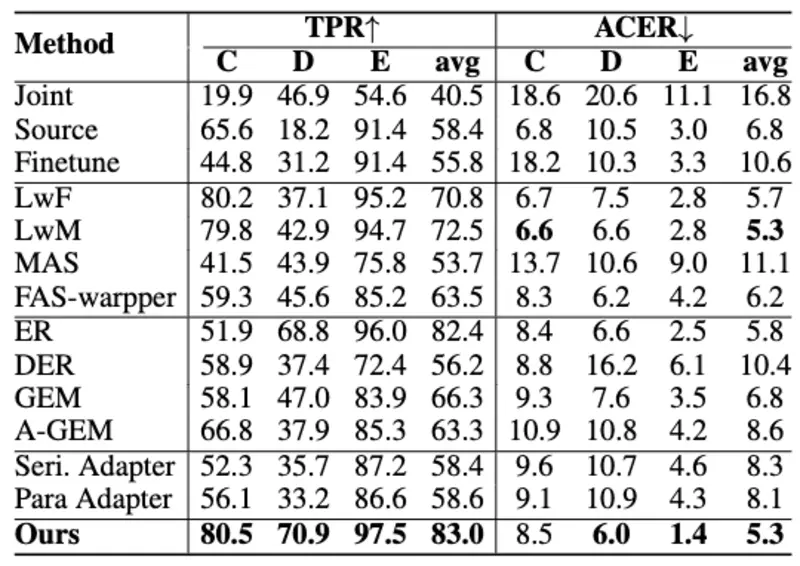 Method TPR↑ ACER↓
C D E avg C D E avg
Joint 19.9 46.9 54.6 40.5 18.6 20.6 11.1 16.8
Source 65.6 18.2 91.4 58.4 6.8 10.5 3.0 6.8
Finetune 44.8 31.2 91.4 55.8 18.2 10.3 3.3 10.6
LwF 80.2 37.1 95.2 70.8 6.7 7.5 2.8 5.7
LwM 79.8 42.9 94.7 72.5 6.6 6.6 2.8 5.3
MAS 41.5 43.9 75.8 53.7 13.7 10.6 9.0 11.1
FAS-warpper 59.3 45.6 85.2 63.5 8.3 6.2 4.2 6.2
ER 51.9 68.8 96.0 82.4 8.4 6.6 2.5 5.8
DER 58.9 37.4 72.4 56.2 8.8 16.2 6.1 10.4
GEM 58.1 47.0 83.9 66.3 9.3 7.6 3.5 6.8
A-GEM 66.8 37.9 85.3 63.3 10.9 10.8 4.2 8.6
Seri. Adapter 52.3 35.7 87.2 58.4 9.6 10.7 4.6 8.3
Para Adapter 56.1 33.2 86.6 58.6 9.1 10.9 4.3 8.1
Ours 80.5 70.9 97.5 83.0 8.5 6.0 1.4 5.3